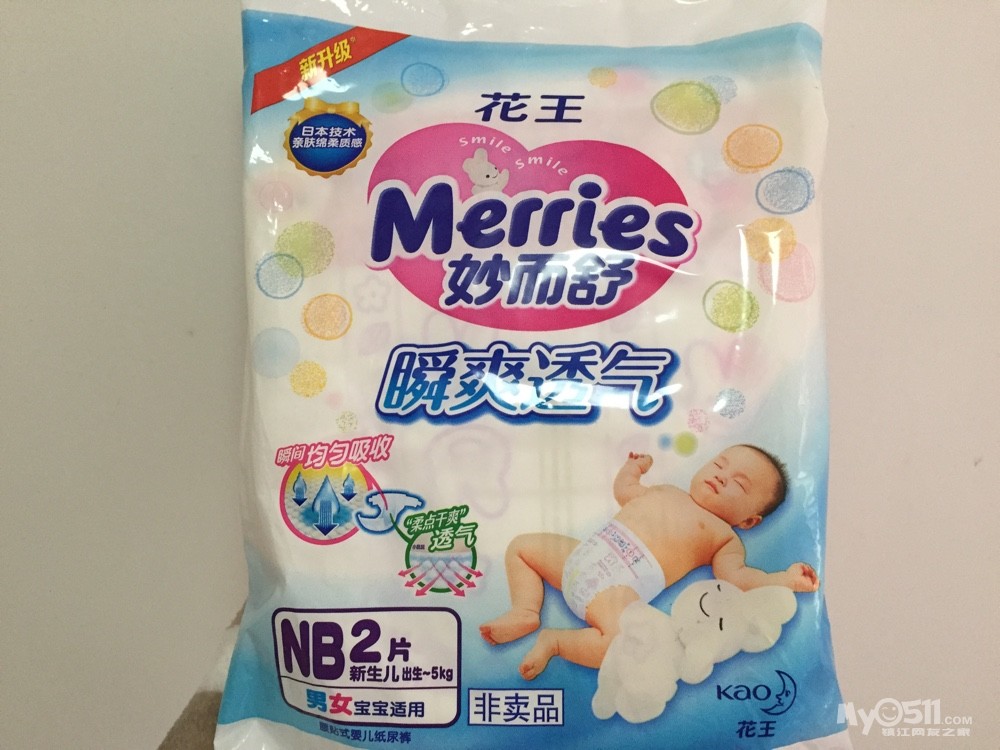 新升级
日本技术
亲肤绵柔质感
花王
smile smile
Merries
妙而舒
瞬爽透气
瞬间均匀吸收
"柔点干爽"
透气
NB 2片
新生儿 出生~5kg
男女宝宝适用
腰贴式婴儿纸尿裤
非卖品
Kao
花王
My0511.COM
镇江网友之家